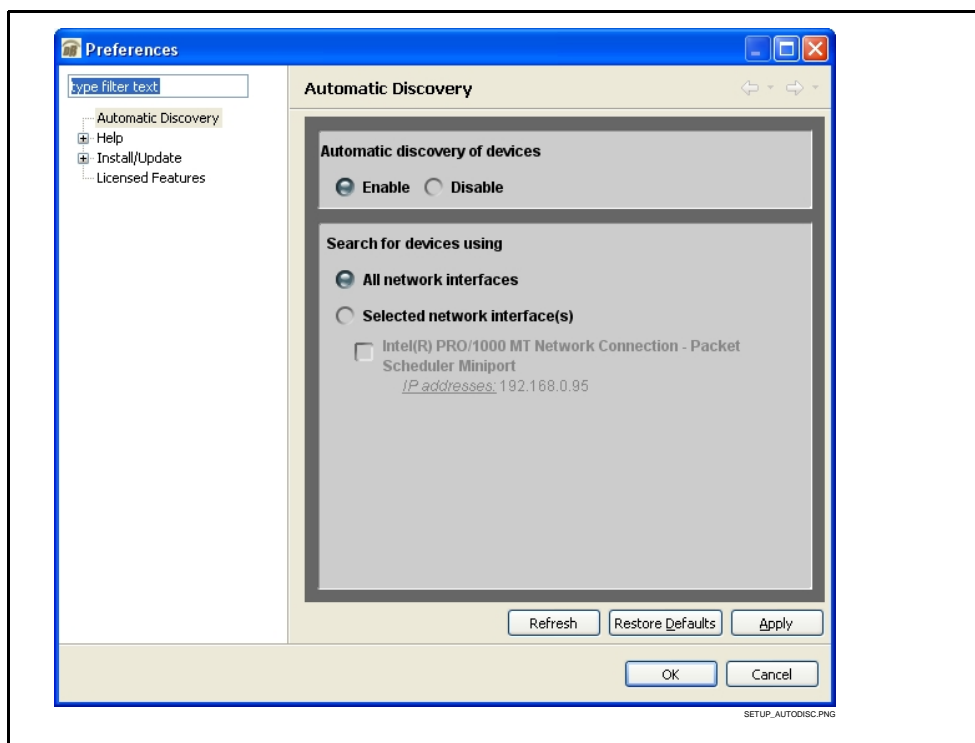 Preferences
type filter text
Automatic Discovery
Help
Install/Update
Licensed Features
Automatic Discovery
Automatic discovery of devices
Enable Disable
Search for devices using
All network interfaces
Selected network interface(s)
Intel(R) PRO/1000 MT Network Connection - Packet
Scheduler Miniport
IP addresses: 192.168.0.95
Refresh Restore Defaults Apply
OK Cancel
SETUP_AUTODISC.PNG